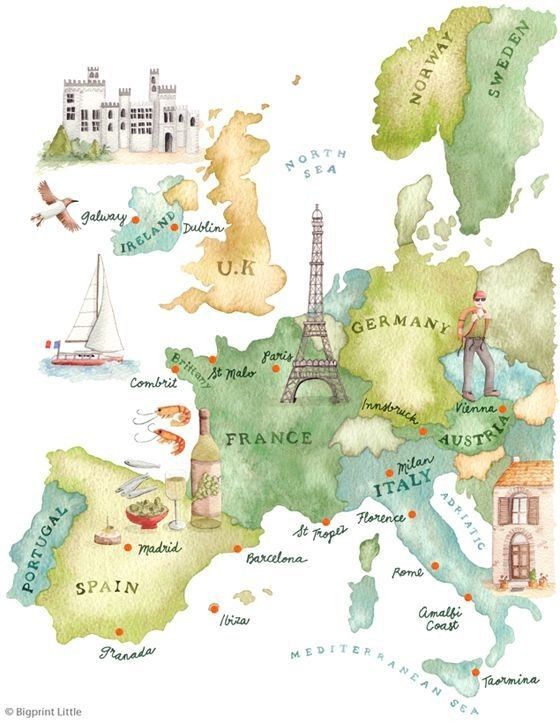 NORWAY
SWEDEN
NORTH
SEA
Galway
IRELAND
Dublin
U.K
GERMANY
Brittany
St Malo
Paris
Combrit
Innsbruck
Vienna
AUSTRIA
FRANCE
Milan
ITALY
PORTUGAL
ADRIATIC
St Tropez
Florence
Madrid
Barcelona
SPAIN
Rome
Ibiza
Amalfi
Coast
Granada
MEDITERRANEAN SEA
Taormina
© Bigprint Little